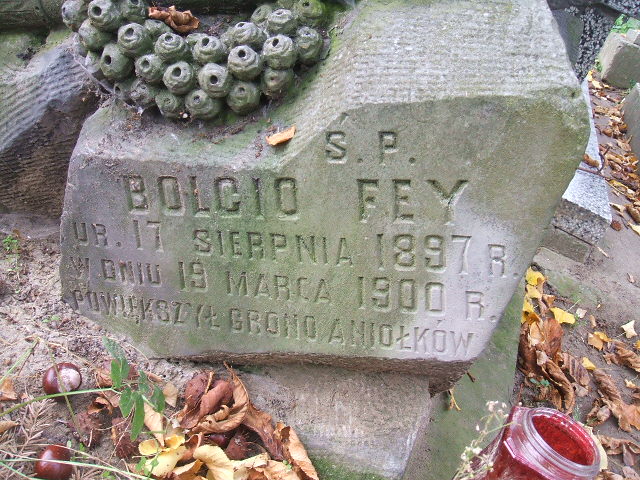 Ś. P.
BOLCIO FEY
UR. 17 SIERPNIA 1897 R.
W DNIU 19 MARCA 1900 R.
POWIĘKSZYŁ GRONO ANIOŁKÓW